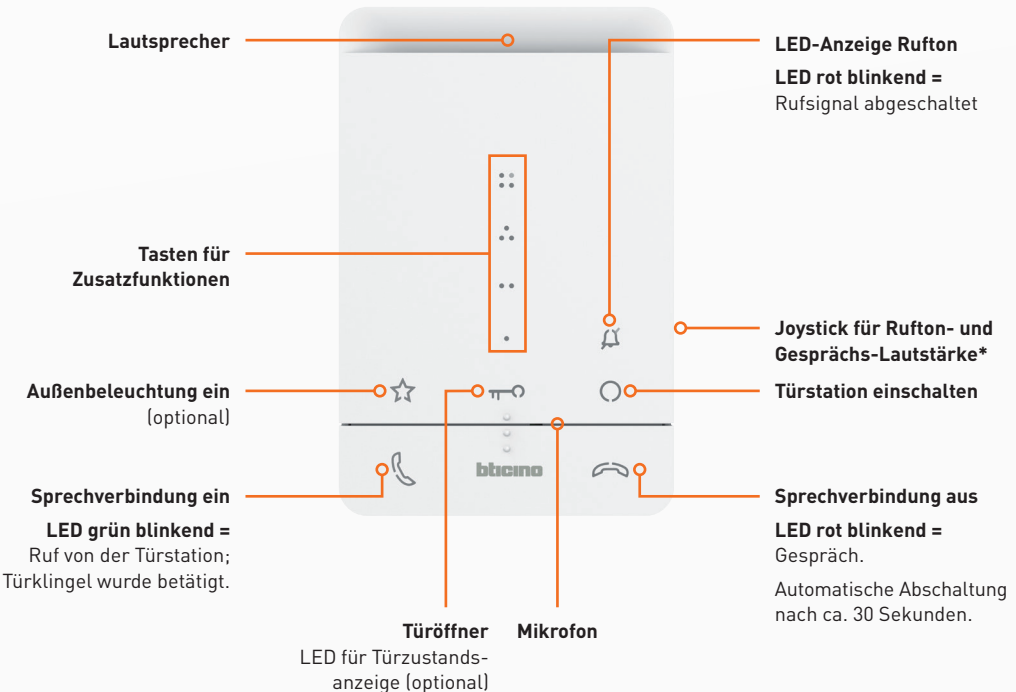 Lautsprecher
LED-Anzeige Rufton
LED rot blinkend =
Rufsignal abgeschaltet
Tasten für
Zusatzfunktionen
Joystick für Rufton- und
Gesprächs-Lautstärke*
Außenbeleuchtung ein
(optional)
Türstation einschalten
bticino
Sprechverbindung ein
LED grün blinkend =
Ruf von der Türstation;
Türklingel wurde betätigt.
Sprechverbindung aus
LED rot blinkend =
Gespräch.
Automatische Abschaltung
nach ca. 30 Sekunden.
Türöffner
LED für Türzustands-
anzeige (optional)
Mikrofon